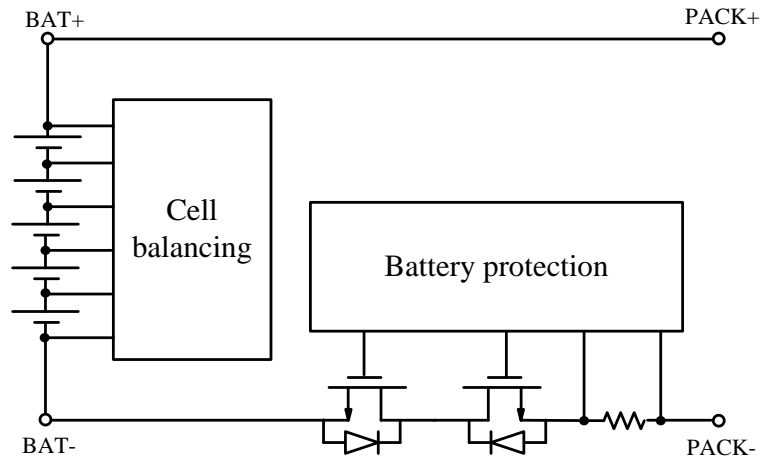 BAT+
PACK+
Cell
balancing
Battery protection
BAT-
PACK-